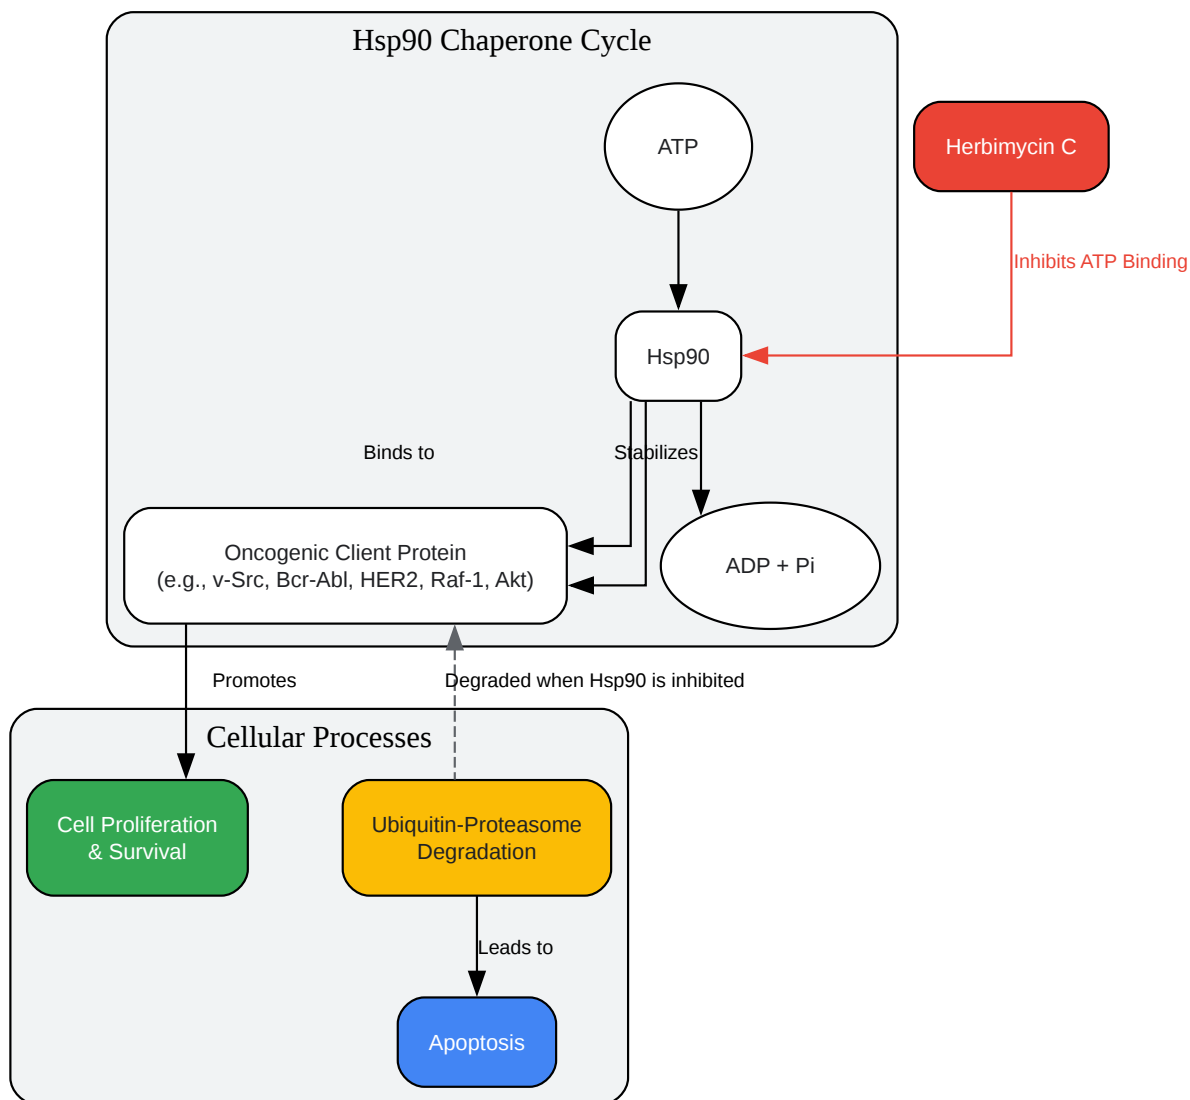 Hsp90 Chaperone Cycle
ATP
Herbimycin C
Inhibits ATP Binding
Hsp90
Binds to
Stabilizes
Oncogenic Client Protein
(e.g., v-Src, Bcr-Abl, HER2, Raf-1, Akt)
ADP + Pi
Promotes
Degraded when Hsp90 is inhibited
Cellular Processes
Cell Proliferation
& Survival
Ubiquitin-Proteasome
Degradation
Leads to
Apoptosis